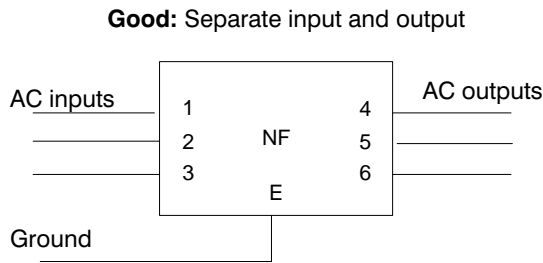 Good: Separate input and output
AC inputs
AC outputs
1
4
2
NF
5
3
6
E
Ground